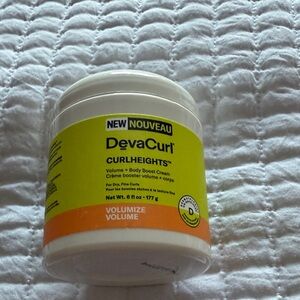 NEW NOUVEAU
DevaCurl
CURLHEIGHTS™
Volume + Body Boost Cream
Crème booster volume + corps
For Dry, Fine Curls
Net Wt. 6 fl oz • 177 g
VOLUMIZE
VOLUME